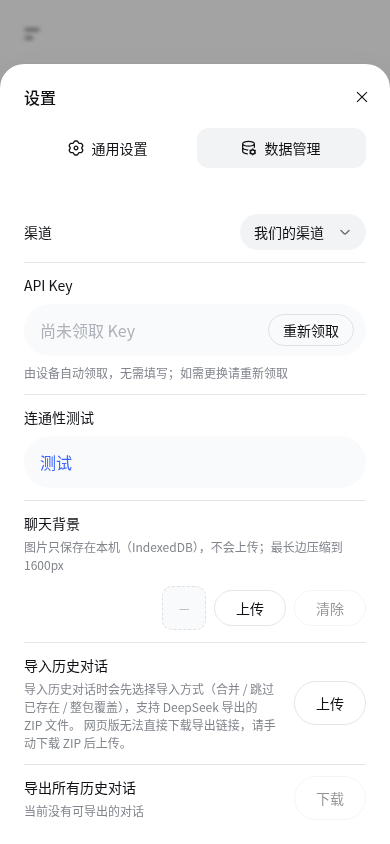 设置
通用设置
数据管理
渠道
我们的渠道
API Key
尚未领取 Key
重新领取
由设备自动领取，无需填写；如需更换请重新领取
连通性测试
测试
聊天背景
图片只保存在本机（IndexedDB），不会上传；最长边压缩到
1600px
—
上传
清除
导入历史对话
导入历史对话时会先选择导入方式（合并 / 跳过
已存在 / 整包覆盖），支持 DeepSeek 导出的
ZIP 文件。 网页版无法直接下载导出链接，请手
动下载 ZIP 后上传。
上传
导出所有历史对话
当前没有可导出的对话
下载